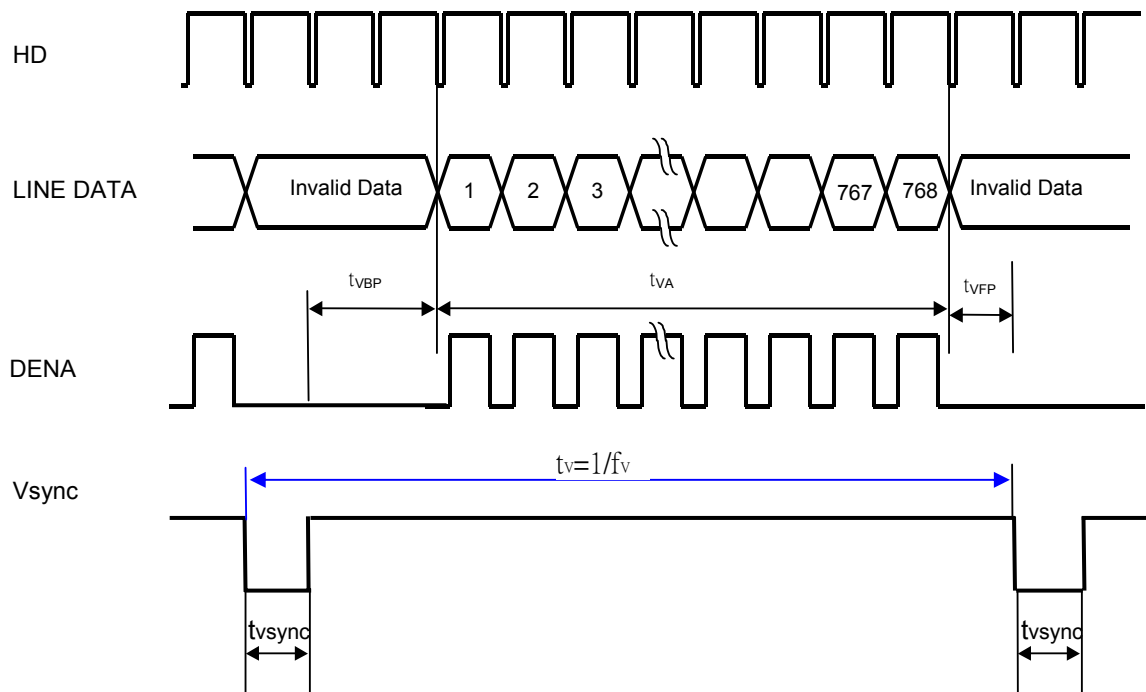 HD
LINE DATA
Invalid Data
1
2
3
767
768
Invalid Data
tVBP
tVA
tVFP
DENA
tv=1/fv
Vsync
tvsync
tvsync